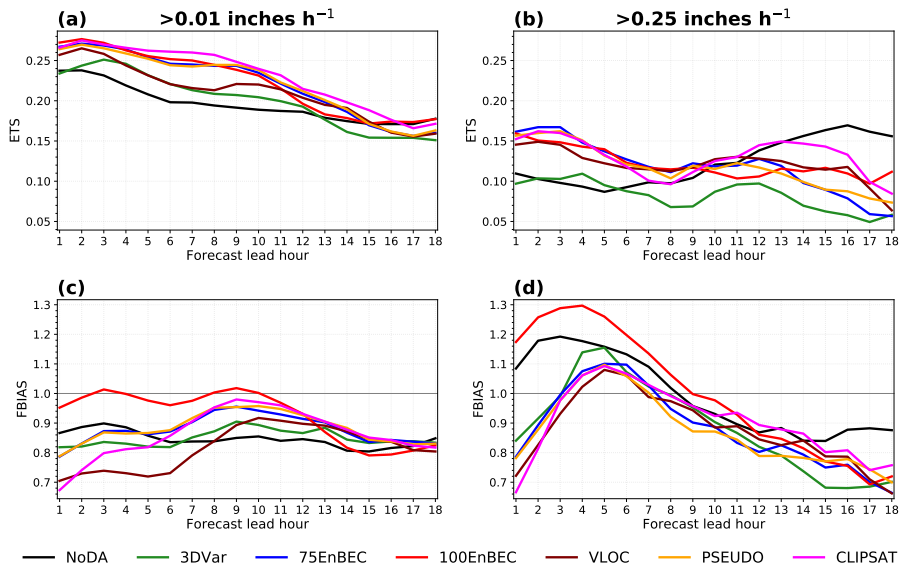 (a) >0.01 inches h⁻¹
(b) >0.25 inches h⁻¹
ETS
0.25
0.20
0.15
0.10
0.05
1 2 3 4 5 6 7 8 9 10 11 12 13 14 15 16 17 18
Forecast lead hour
ETS
0.25
0.20
0.15
0.10
0.05
1 2 3 4 5 6 7 8 9 10 11 12 13 14 15 16 17 18
Forecast lead hour
(c)
FBIAS
1.3
1.2
1.1
1.0
0.9
0.8
0.7
1 2 3 4 5 6 7 8 9 10 11 12 13 14 15 16 17 18
Forecast lead hour
(d)
FBIAS
1.3
1.2
1.1
1.0
0.9
0.8
0.7
1 2 3 4 5 6 7 8 9 10 11 12 13 14 15 16 17 18
Forecast lead hour
NoDA 3DVar 75EnBEC 100EnBEC VLOC PSEUDO CLIPSAT